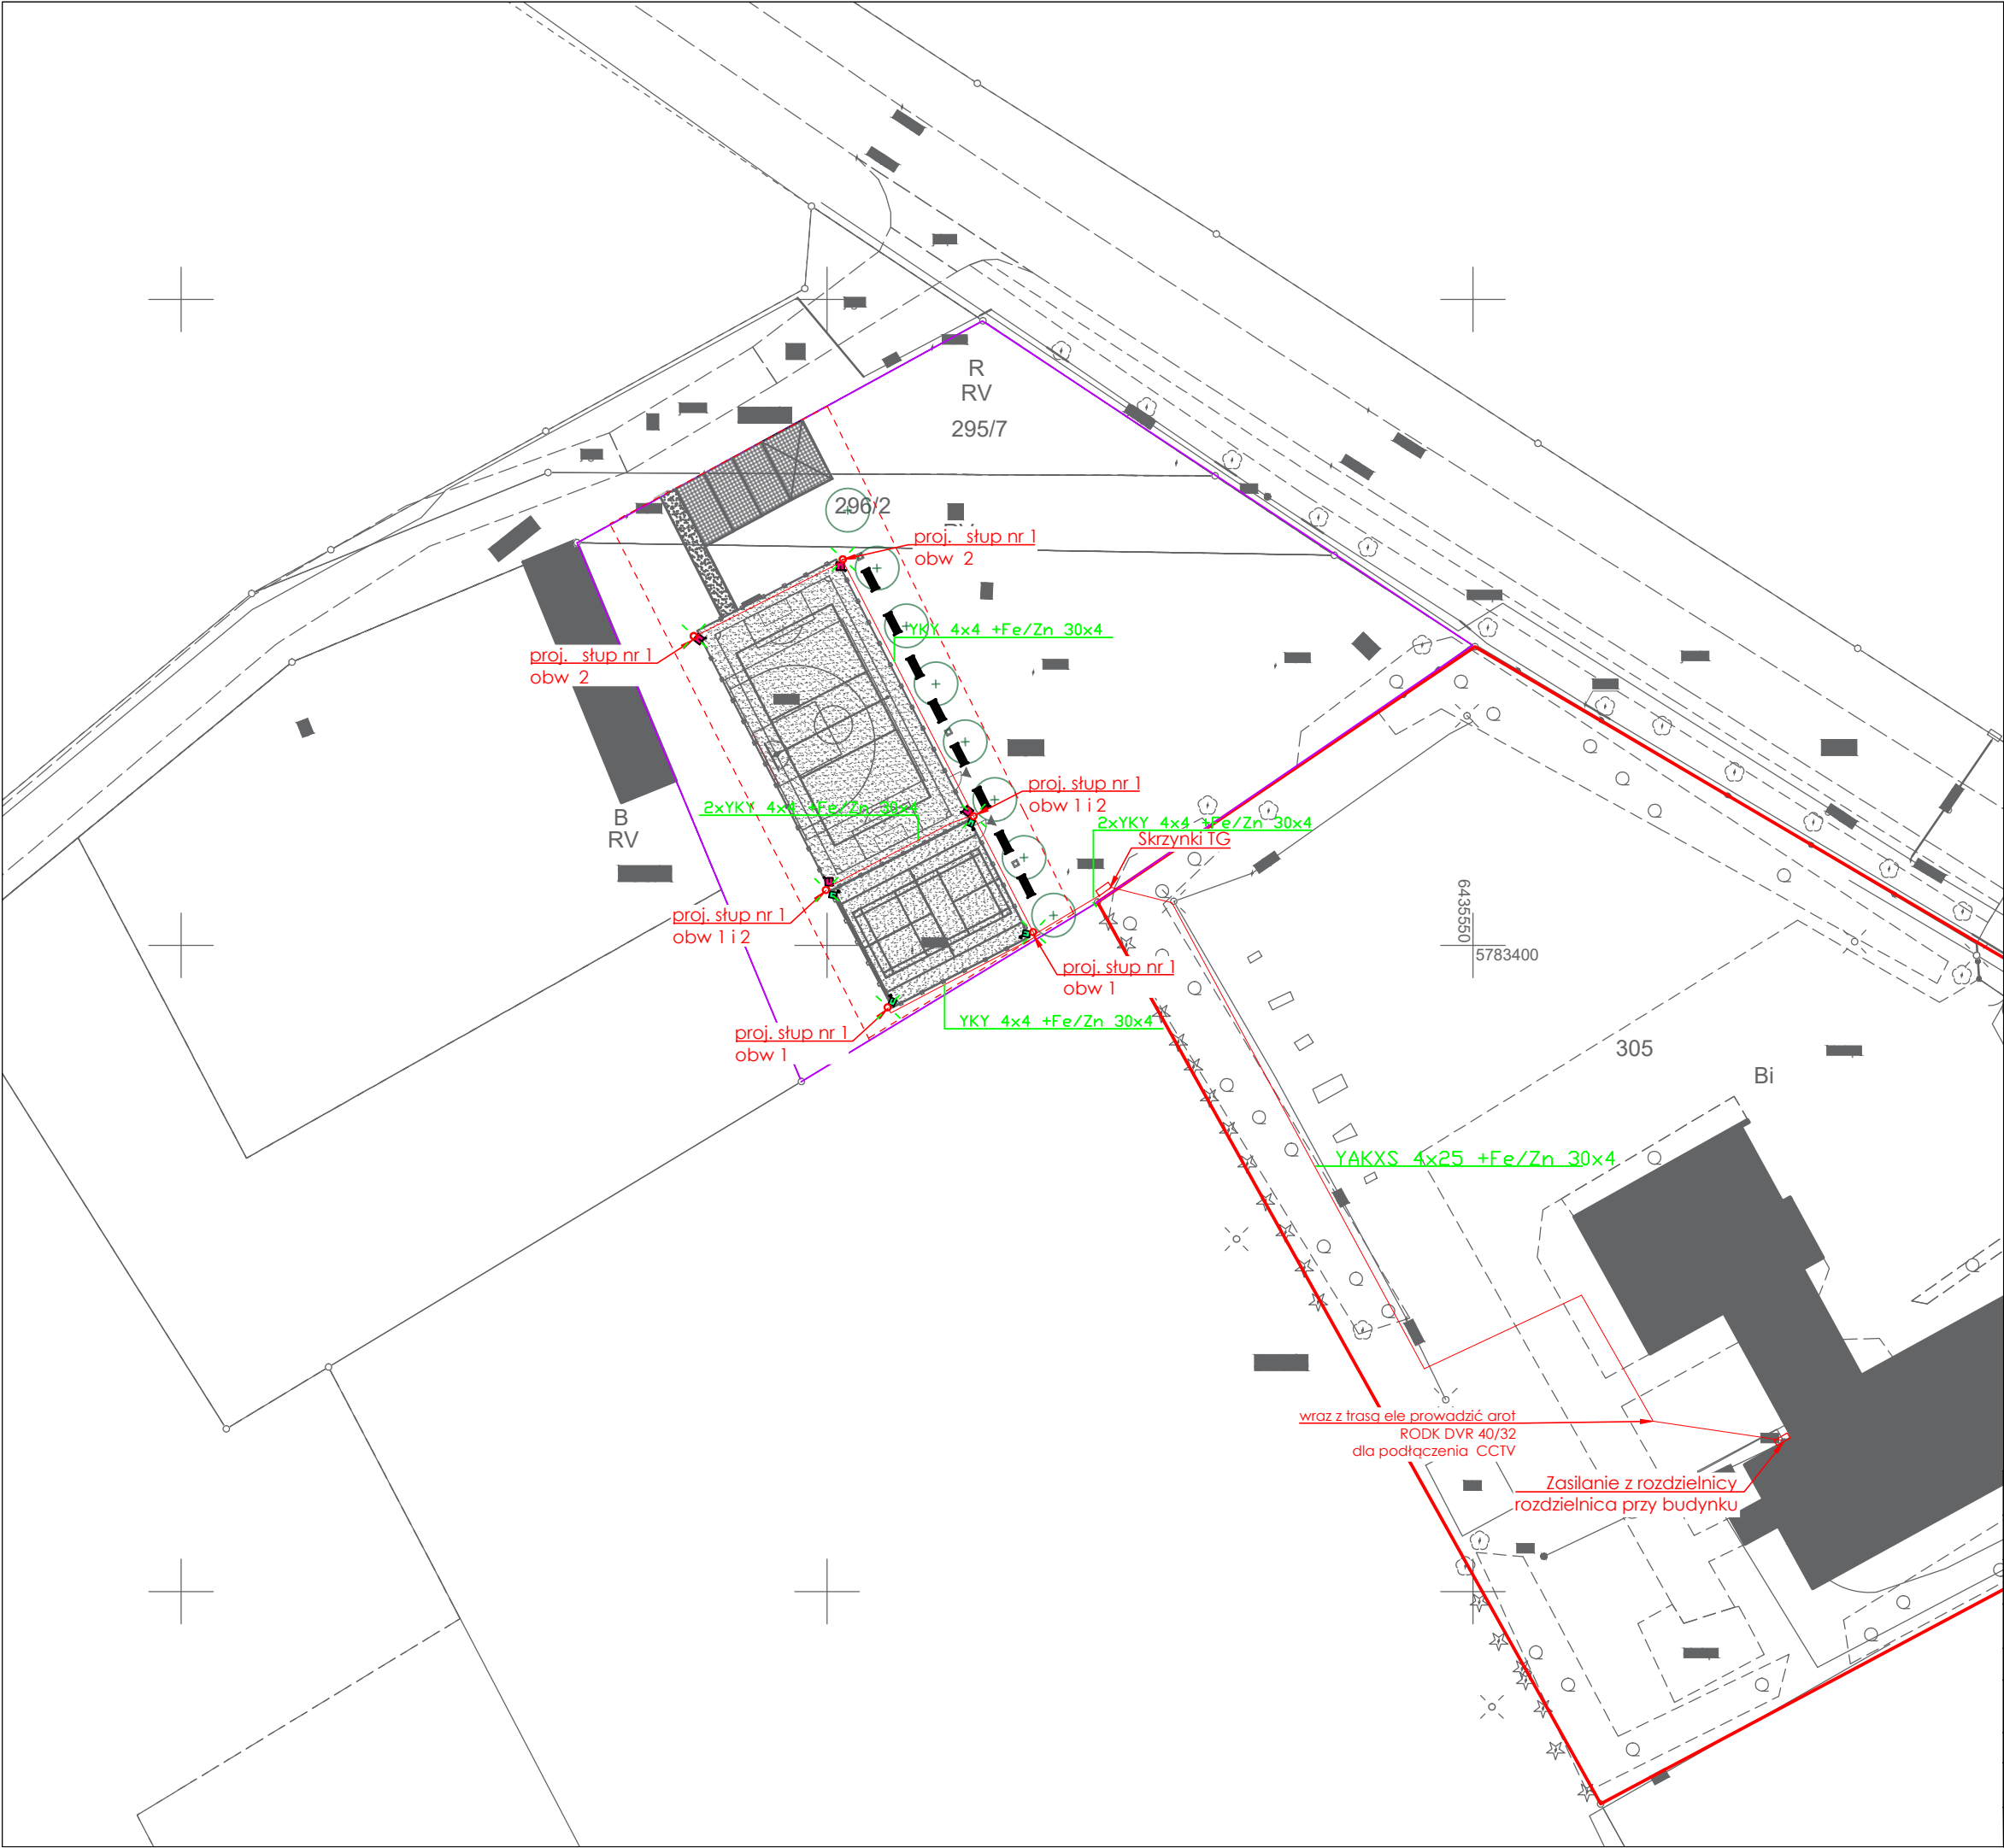 R
RV
295/7
296/2
proj. słup nr 1
obw 2
YKY 4x4 +Fe/Zn 30x4
proj. słup nr 1
obw 2
proj. słup nr 1
obw 1 i 2
2xYKY 4x4 +Fe/Zn 30x4
B
RV
2xYKY 4x4 +Fe/Zn 30x4
Skrzynki TG
proj. słup nr 1
obw 1 i 2
6435550
5783400
proj. słup nr 1
obw 1
YKY 4x4 +Fe/Zn 30x4
proj. słup nr 1
obw 1
305
Bi
YAKXS 4x25 +Fe/Zn 30x4
wraz z trasa ele prowadzić arot
RODK DVR 40/32
dla podłączenia CCTV
Zasilanie z rozdzielnicy
rozdzielnica przy budynku